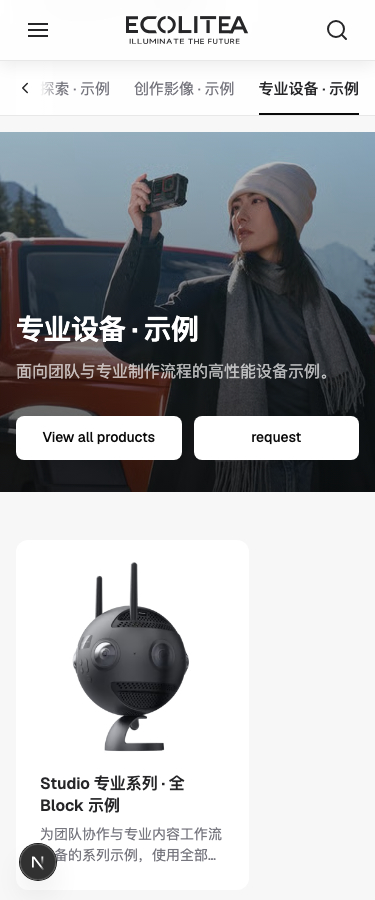 ECOLITEA
ILLUMINATE THE FUTURE
探索 · 示例
创作影像 · 示例
专业设备 · 示例
专业设备 · 示例
面向团队与专业制作流程的高性能设备示例。
View all products
request
Studio 专业系列 · 全
Block 示例
为团队协作与专业内容工作流
备的系列示例，使用全部...
N